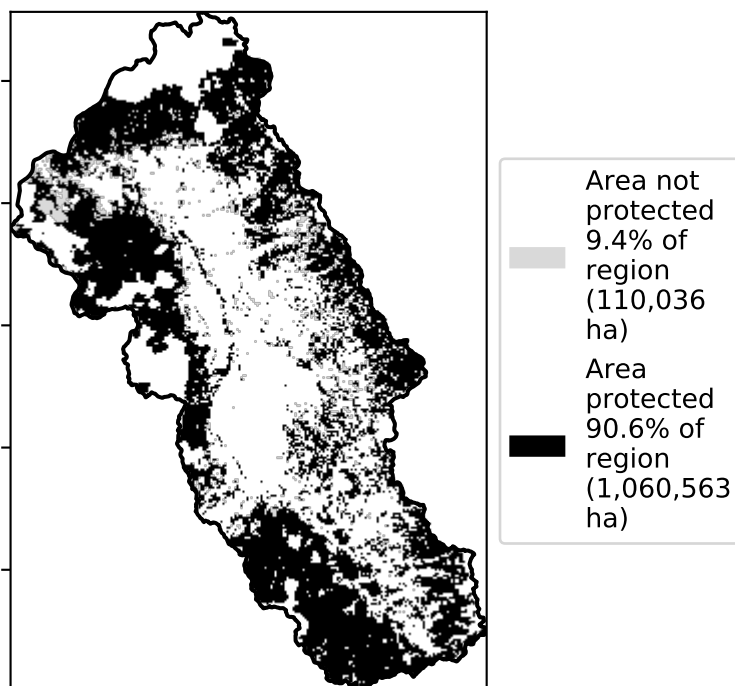 Area not
protected
9.4% of
region
(110,036
ha)
Area
protected
90.6% of
region
(1,060,563
ha)